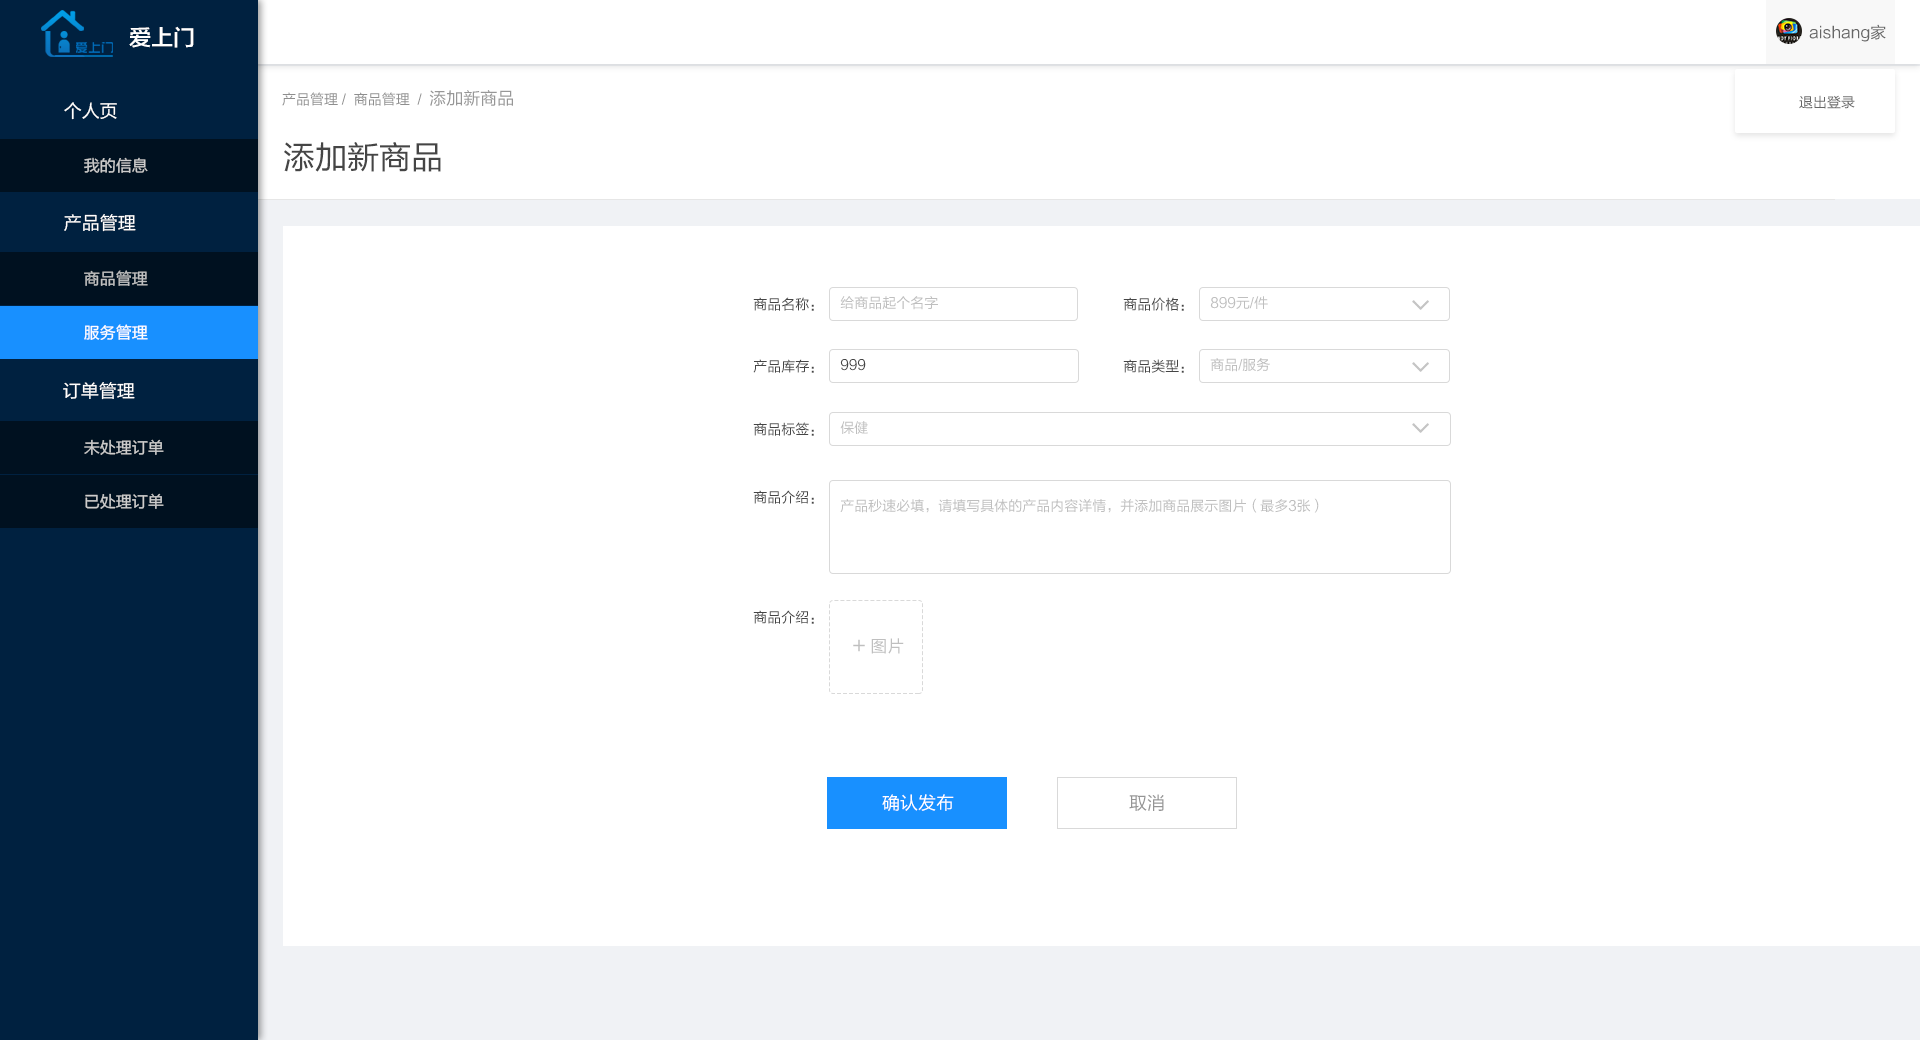 爱上门
爱上门
aishang家
退出登录
个人页
我的信息
产品管理
商品管理
服务管理
订单管理
未处理订单
已处理订单
产品管理 / 商品管理 / 添加新商品
添加新商品
商品名称： 给商品起个名字
商品价格： 899元/件
产品库存： 999
商品类型： 商品/服务
商品标签： 保健
商品介绍： 产品秒速必填，请填写具体的产品内容详情，并添加商品展示图片（最多3张）
商品介绍： + 图片
确认发布
取消